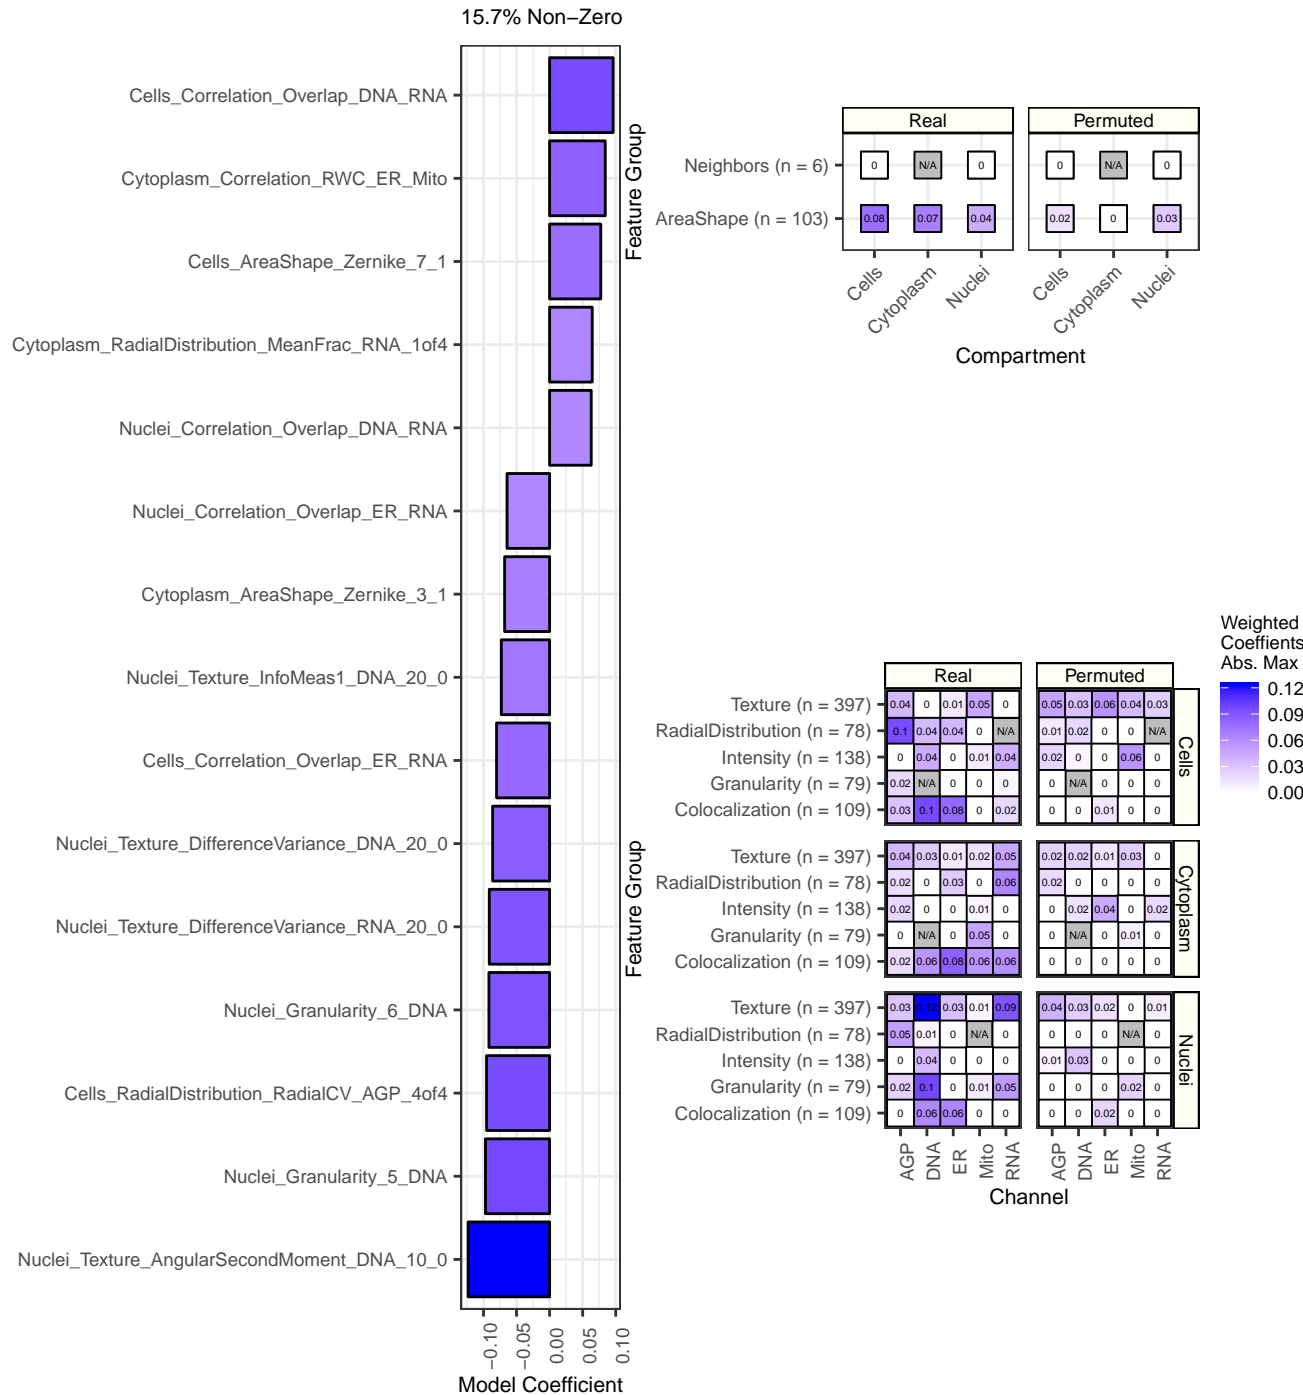 15.7% Non−Zero
Cells_Correlation_Overlap_DNA_RNA
Cytoplasm_Correlation_RWC_ER_Mito
Cells_AreaShape_Zernike_7_1
Cytoplasm_RadialDistribution_MeanFrac_RNA_1of4
Nuclei_Correlation_Overlap_DNA_RNA
Nuclei_Correlation_Overlap_ER_RNA
Cytoplasm_AreaShape_Zernike_3_1
Nuclei_Texture_InfoMeas1_DNA_20_0
Cells_Correlation_Overlap_ER_RNA
Nuclei_Texture_DifferenceVariance_DNA_20_0
Nuclei_Texture_DifferenceVariance_RNA_20_0
Nuclei_Granularity_6_DNA
Cells_RadialDistribution_RadialCV_AGP_4of4
Nuclei_Granularity_5_DNA
Nuclei_Texture_AngularSecondMoment_DNA_10_0
−0.10 −0.05 0.00 0.05 0.10
Model Coefficient
Feature Group
Real Permuted
Neighbors (n = 6) 0 N/A 0 0 N/A 0
AreaShape (n = 103) 0.08 0.07 0.04 0.02 0 0.03
Cells Cytoplasm Nuclei Cells Cytoplasm Nuclei
Compartment
Feature Group
Real Permuted
Texture (n = 397) 0.04 0 0.01 0.05 0 0.05 0.03 0.06 0.04 0.03
RadialDistribution (n = 78) 0.1 0.04 0.04 0 N/A 0.01 0.02 0 0 N/A
Intensity (n = 138) 0 0.04 0 0.01 0.04 0.02 0 0 0.06 0
Granularity (n = 79) 0.02 N/A 0 0 0 0 N/A 0 0 0
Colocalization (n = 109) 0.03 0.1 0.08 0 0.02 0 0 0.01 0 0
Cells
Texture (n = 397) 0.04 0.03 0.01 0.02 0.05 0.02 0.02 0.01 0.03 0
RadialDistribution (n = 78) 0.02 0 0.03 0 0.06 0.02 0 0 0 0
Intensity (n = 138) 0.02 0 0 0.01 0 0 0.02 0.04 0 0.02
Granularity (n = 79) 0 N/A 0 0.05 0 0 N/A 0 0.01 0
Colocalization (n = 109) 0.02 0.06 0.08 0.06 0.06 0 0 0 0 0
Cytoplasm
Texture (n = 397) 0.03 0.12 0.03 0.01 0.09 0.04 0.03 0.02 0 0.01
RadialDistribution (n = 78) 0.05 0.01 0 N/A 0 0 0 0 N/A 0
Intensity (n = 138) 0 0.04 0 0 0 0.01 0.03 0 0 0
Granularity (n = 79) 0.02 0.1 0 0.01 0.05 0 0 0 0.02 0
Colocalization (n = 109) 0 0.06 0.06 0 0 0 0 0.02 0 0
Nuclei
AGP DNA ER Mito RNA AGP DNA ER Mito RNA
Channel
Weighted
Coeffients
Abs. Max
0.12
0.09
0.06
0.03
0.00